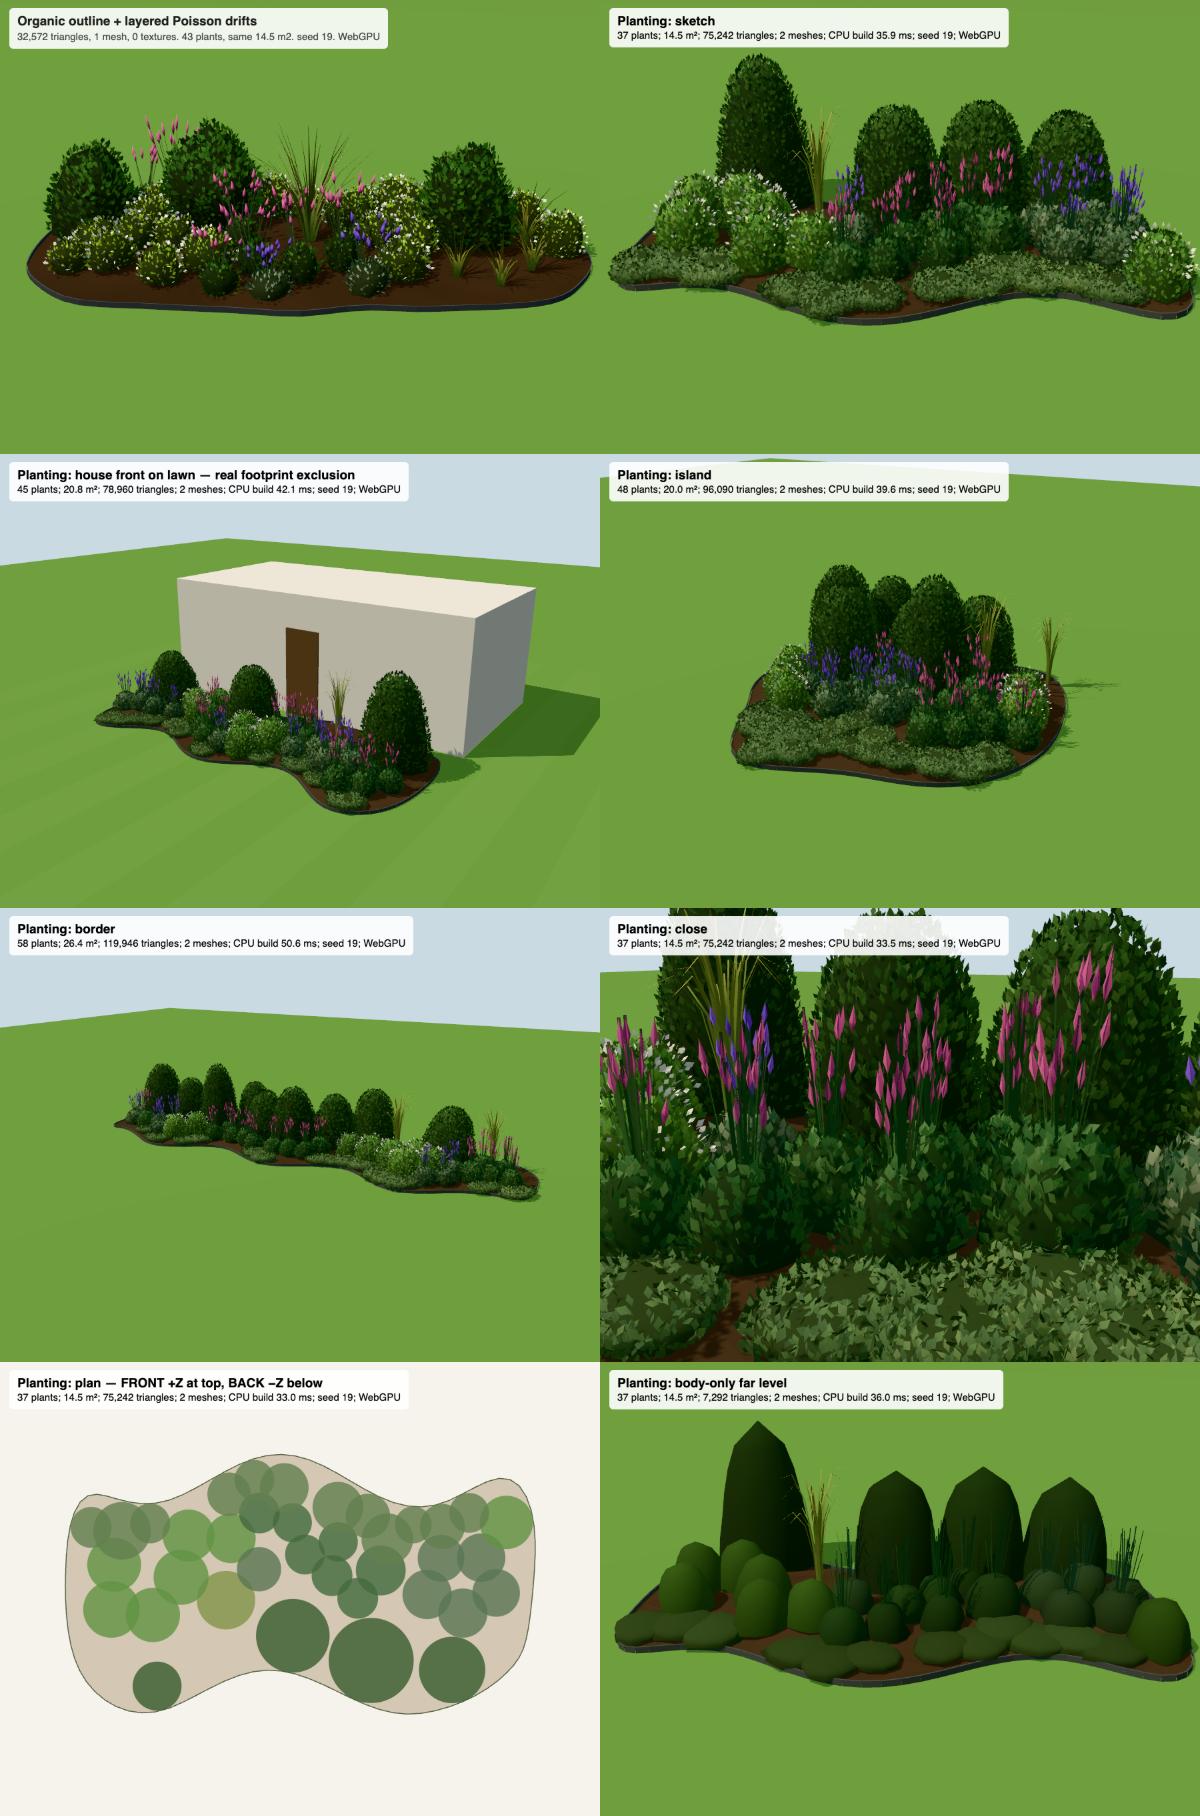 Organic outline + layered Poisson drifts
32,572 triangles, 1 mesh, 0 textures. 43 plants, same 14.5 m2. seed 19. WebGPU
Planting: sketch
37 plants; 14.5 m²; 75,242 triangles; 2 meshes; CPU build 35.9 ms; seed 19; WebGPU
Planting: house front on lawn — real footprint exclusion
45 plants; 20.8 m²; 78,960 triangles; 2 meshes; CPU build 42.1 ms; seed 19; WebGPU
Planting: island
48 plants; 20.0 m²; 96,090 triangles; 2 meshes; CPU build 39.6 ms; seed 19; WebGPU
Planting: border
58 plants; 26.4 m²; 119,946 triangles; 2 meshes; CPU build 50.6 ms; seed 19; WebGPU
Planting: close
37 plants; 14.5 m²; 75,242 triangles; 2 meshes; CPU build 33.5 ms; seed 19; WebGPU
Planting: plan — FRONT +Z at top, BACK −Z below
37 plants; 14.5 m²; 75,242 triangles; 2 meshes; CPU build 33.0 ms; seed 19; WebGPU
Planting: body-only far level
37 plants; 14.5 m²; 7,292 triangles; 2 meshes; CPU build 36.0 ms; seed 19; WebGPU